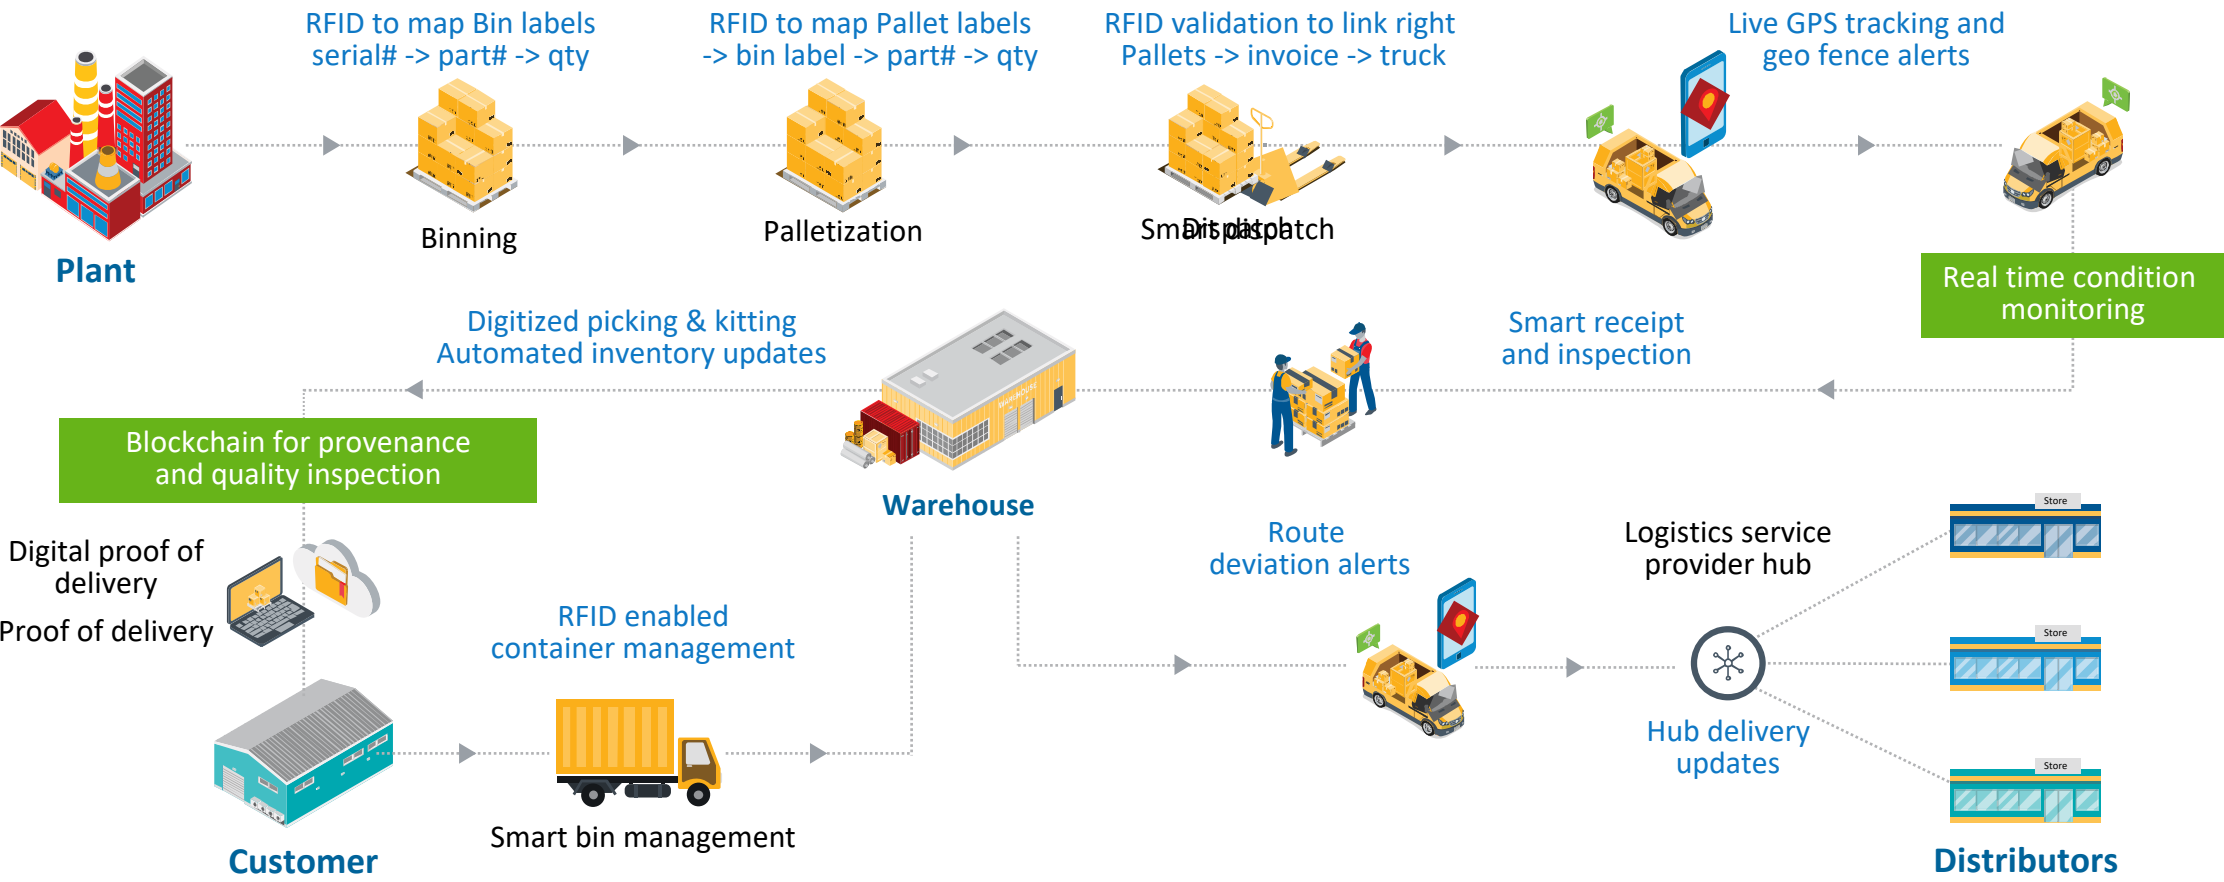 RFID to map Bin labels
serial# -> part# -> qty
RFID to map Pallet labels
-> bin label -> part# -> qty
RFID validation to link right
Pallets -> invoice -> truck
Live GPS tracking and
geo fence alerts
Plant
Binning
Palletization
Smart dispatch
Dispatch
Real time condition
monitoring
Digitized picking & kitting
Automated inventory updates
Smart receipt
and inspection
Warehouse
Blockchain for provenance
and quality inspection
Digital proof of
delivery
Proof of delivery
RFID enabled
container management
Smart bin management
Customer
Route
deviation alerts
Logistics service
provider hub
Hub delivery
updates
Store
Store
Store
Distributors